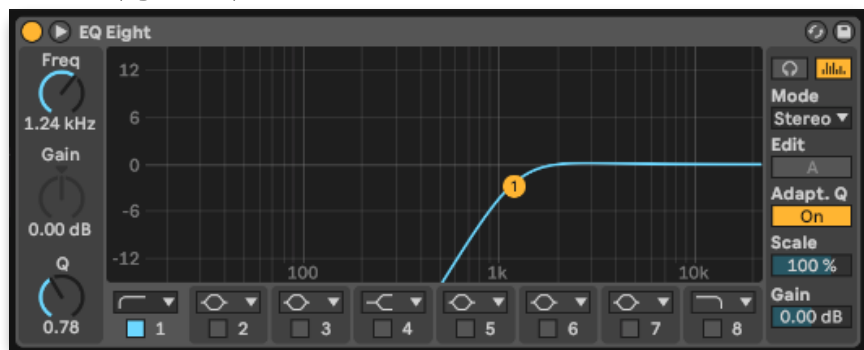 EQ Eight
Freq
1.24 kHz
Gain
0.00 dB
Q
0.78
12
6
0
-6
-12
100
1k
10k
1
1
2
3
4
5
6
7
8
Mode
Stereo
Edit
A
Adapt. Q
On
Scale
100 %
Gain
0.00 dB